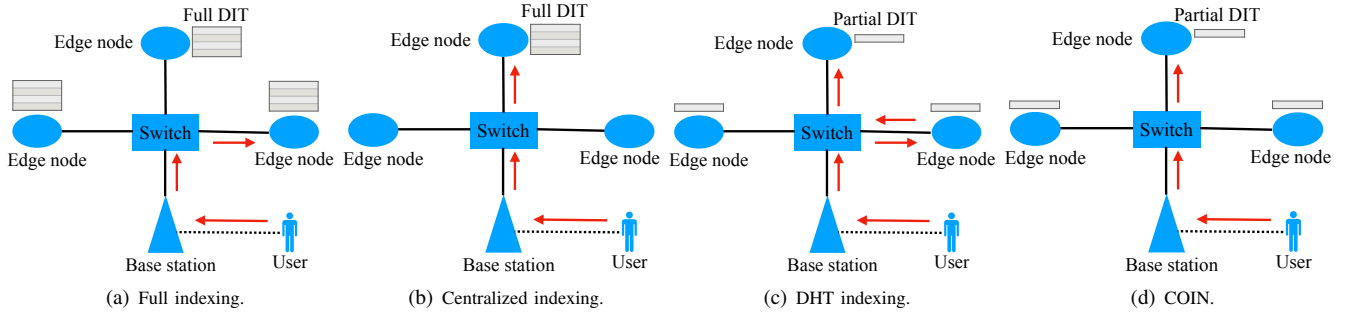 Full DIT
Edge node
Edge node
Switch
Edge node
Base station
User
(a) Full indexing.
Full DIT
Edge node
Edge node
Switch
Edge node
Base station
User
(b) Centralized indexing.
Partial DIT
Edge node
Edge node
Switch
Edge node
Base station
User
(c) DHT indexing.
Partial DIT
Edge node
Edge node
Switch
Edge node
Base station
User
(d) COIN.